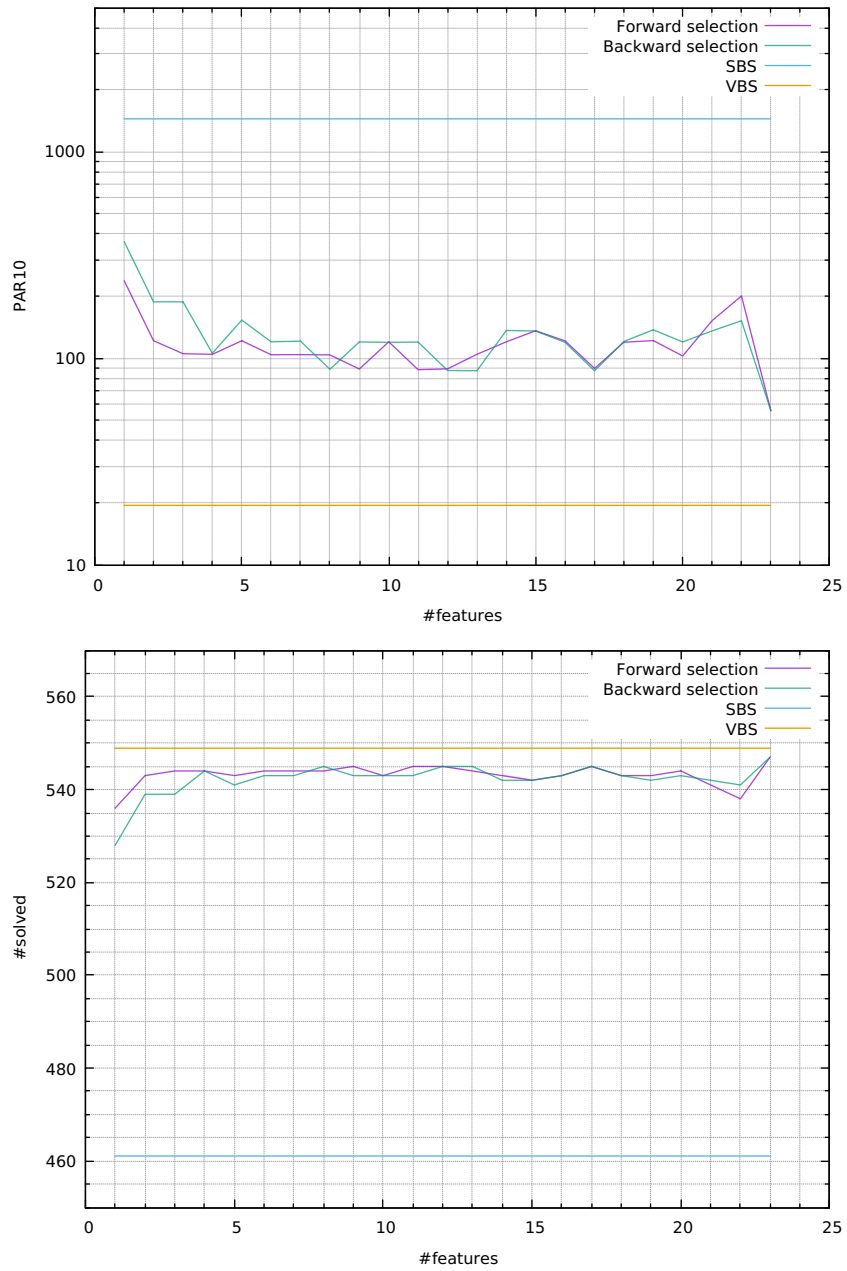 Forward selection
Backward selection
SBS
VBS
1000
100
10
PAR10
0 5 10 15 20 25
#features
Forward selection
Backward selection
SBS
VBS
560
540
520
500
480
460
#solved
0 5 10 15 20 25
#features